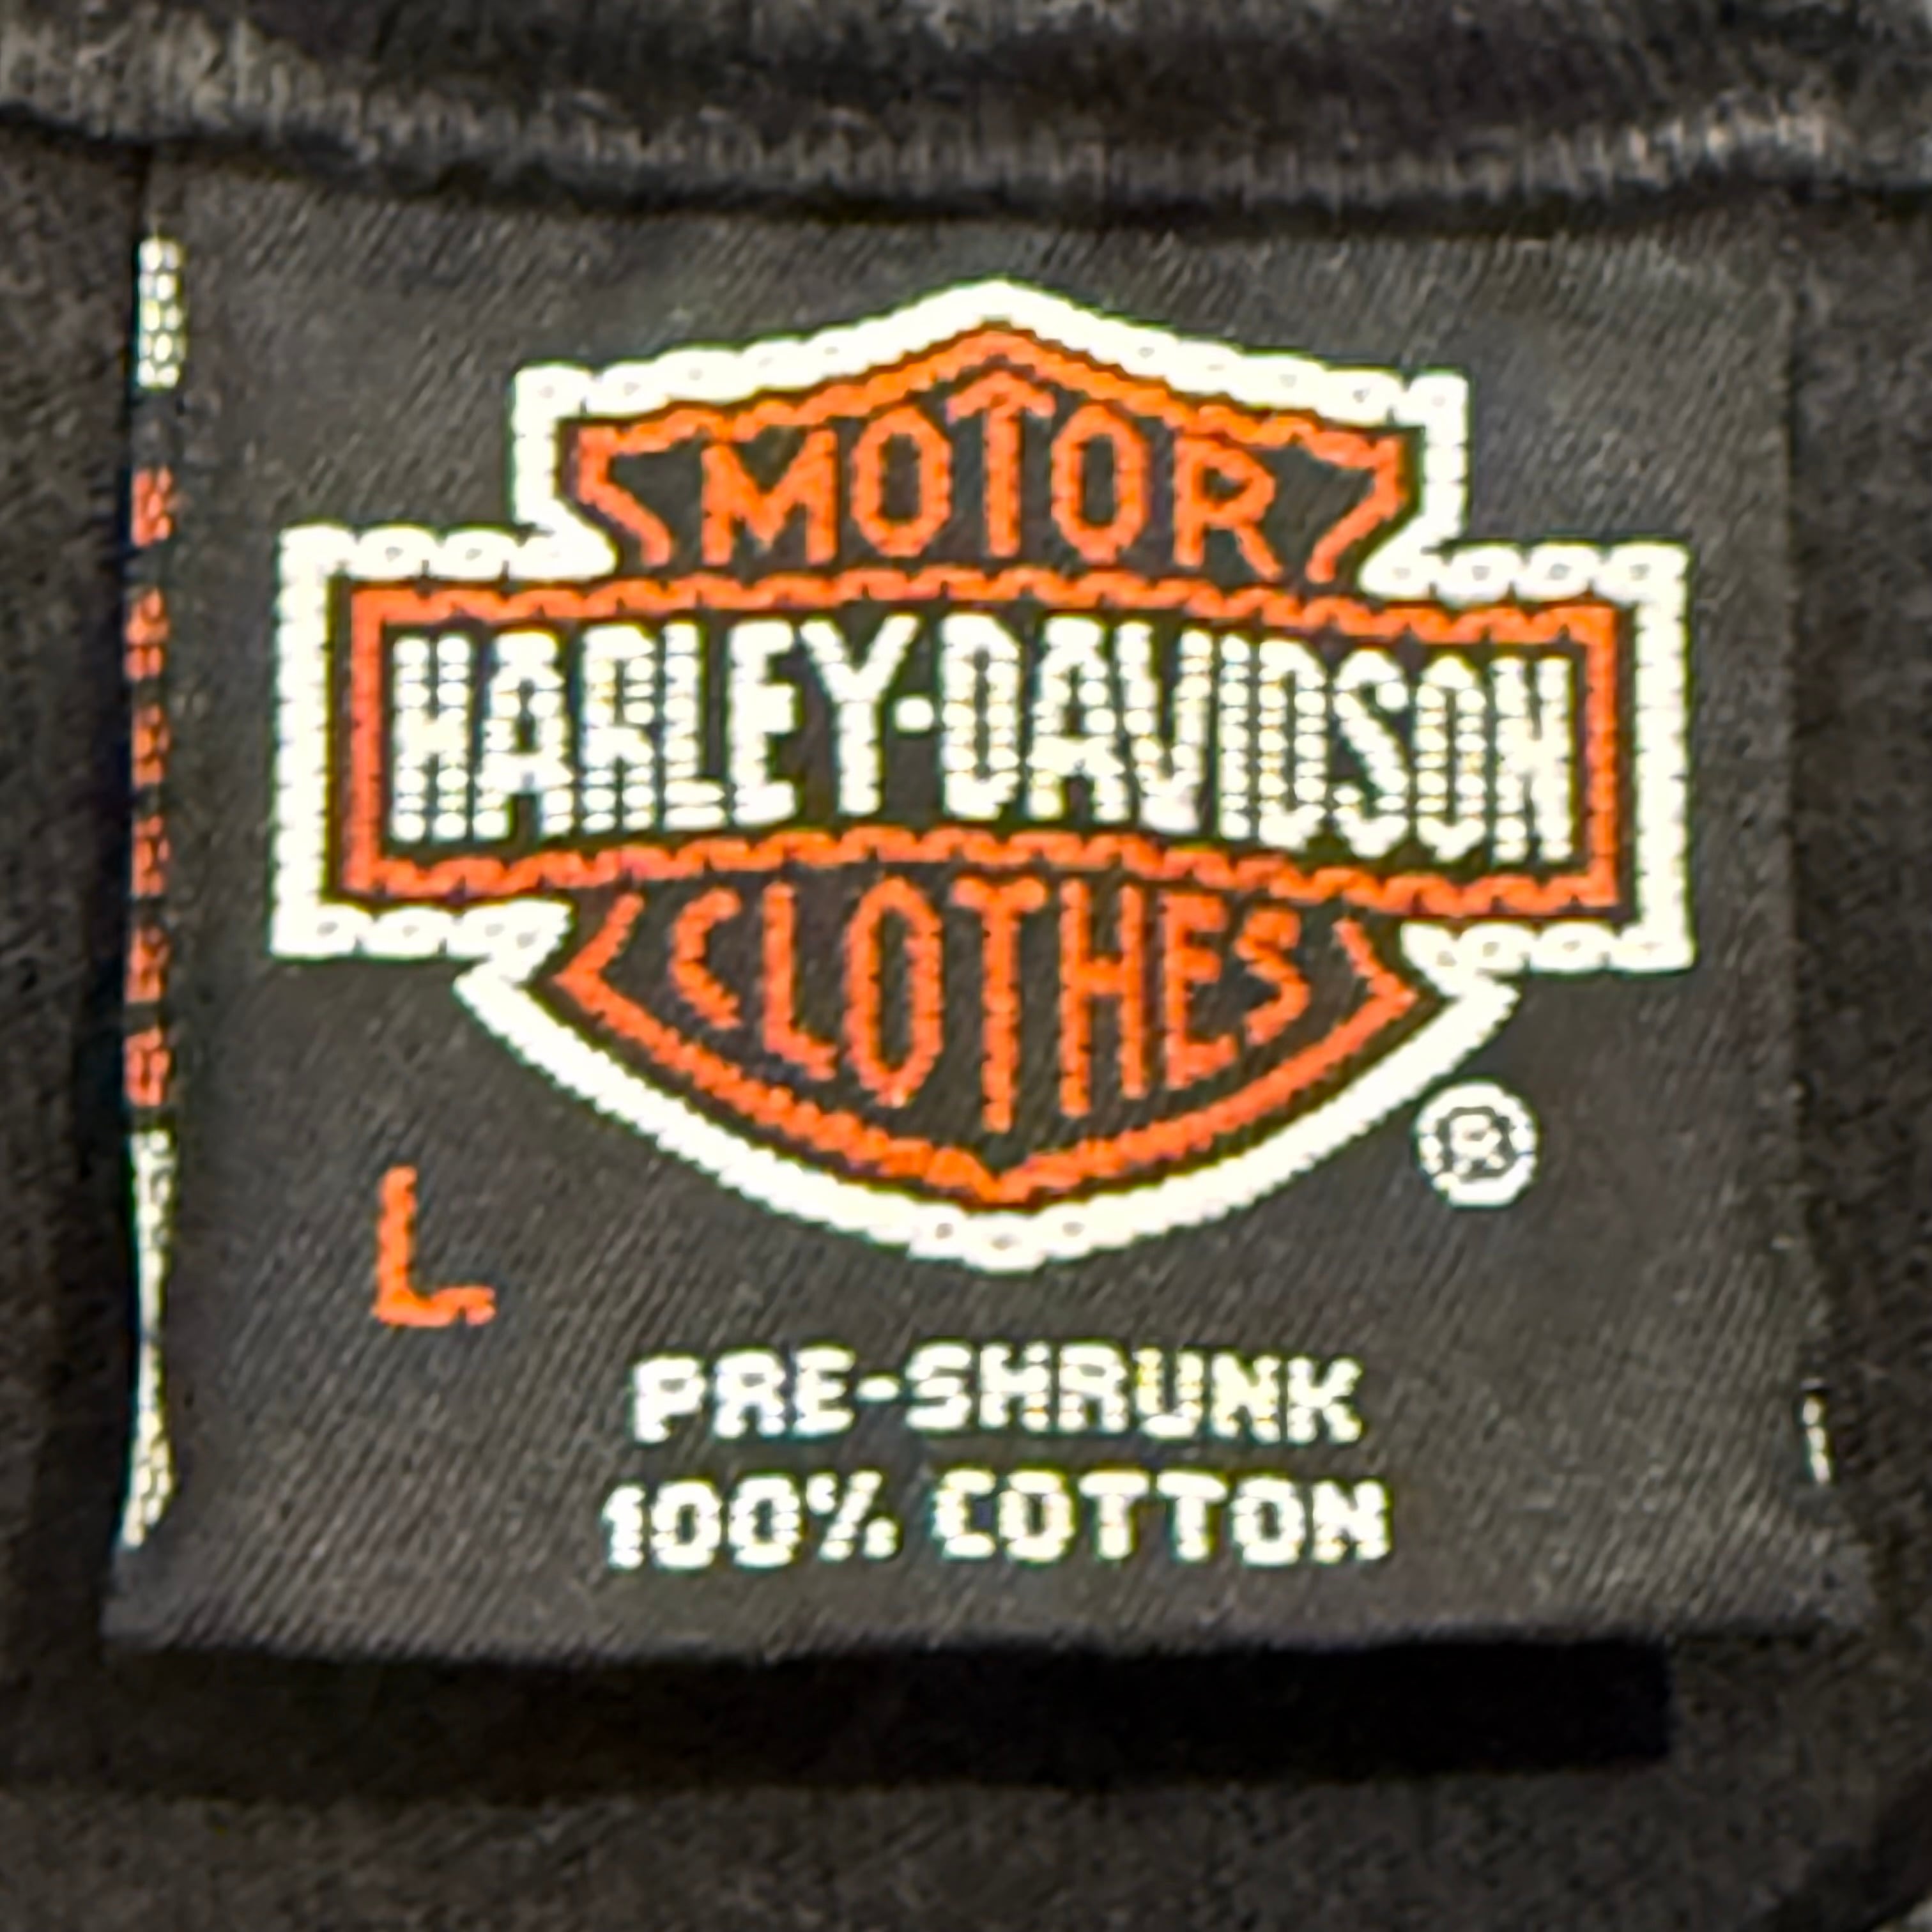 MOTOR
HARLEY-DAVIDSON
CLOTHES
®
L
PRE-SHRUNK
100% COTTON